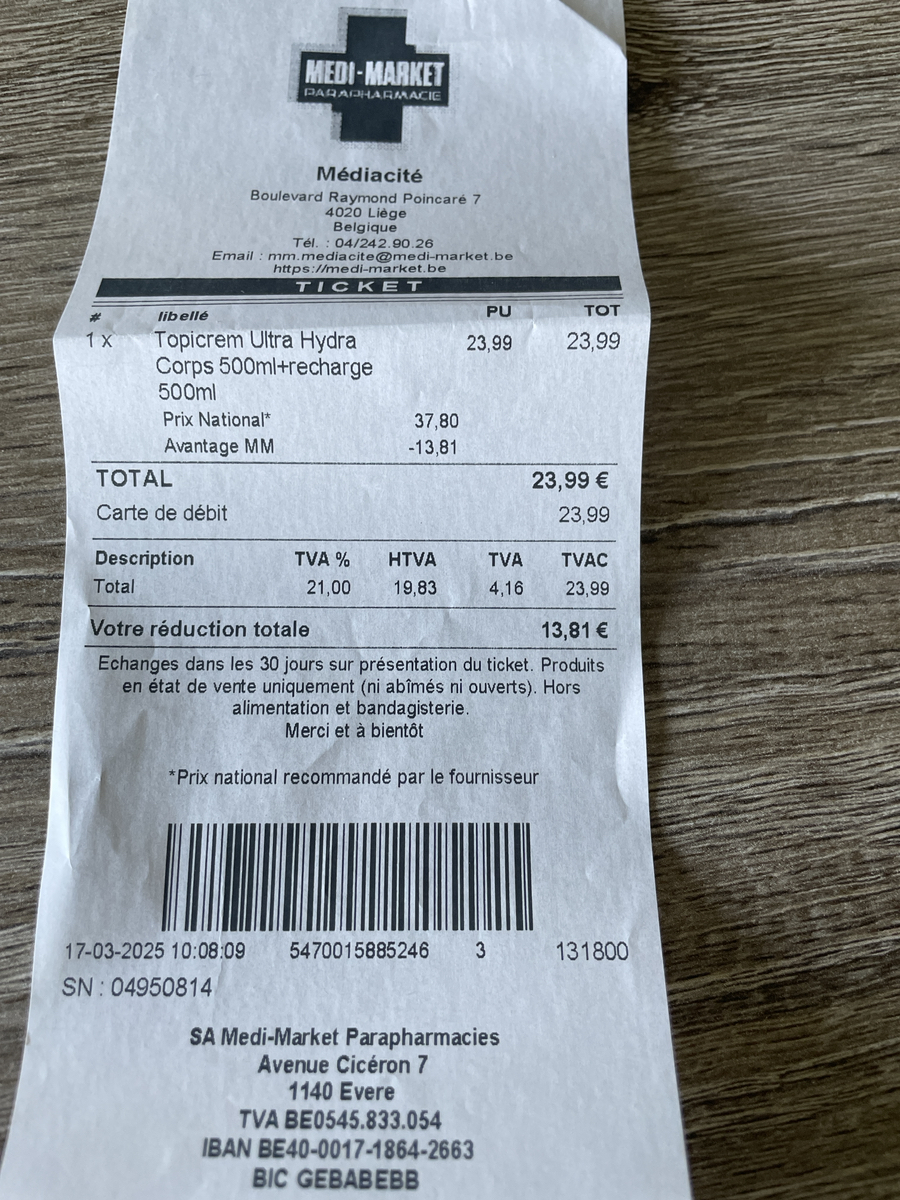 MEDI-MARKET
PARAPHARMACIE
Médiacité
Boulevard Raymond Poincaré 7
4020 Liège
Belgique
Tél. : 04/242.90.26
Email : mm.mediacite@medi-market.be
https://medi-market.be
TICKET
# libellé PU TOT
1 x Topicrem Ultra Hydra 23,99 23,99
Corps 500ml+recharge
500ml
Prix National* 37,80
Avantage MM -13,81
TOTAL 23,99 €
Carte de débit 23,99
Description TVA % HTVA TVA TVAC
Total 21,00 19,83 4,16 23,99
Votre réduction totale 13,81 €
Echanges dans les 30 jours sur présentation du ticket. Produits
en état de vente uniquement (ni abîmés ni ouverts). Hors
alimentation et bandagisterie.
Merci et à bientôt
*Prix national recommandé par le fournisseur
17-03-2025 10:08:09 5470015885246 3 131800
SN : 04950814
SA Medi-Market Parapharmacies
Avenue Cicéron 7
1140 Evere
TVA BE0545.833.054
IBAN BE40-0017-1864-2663
BIC GEBABEBB